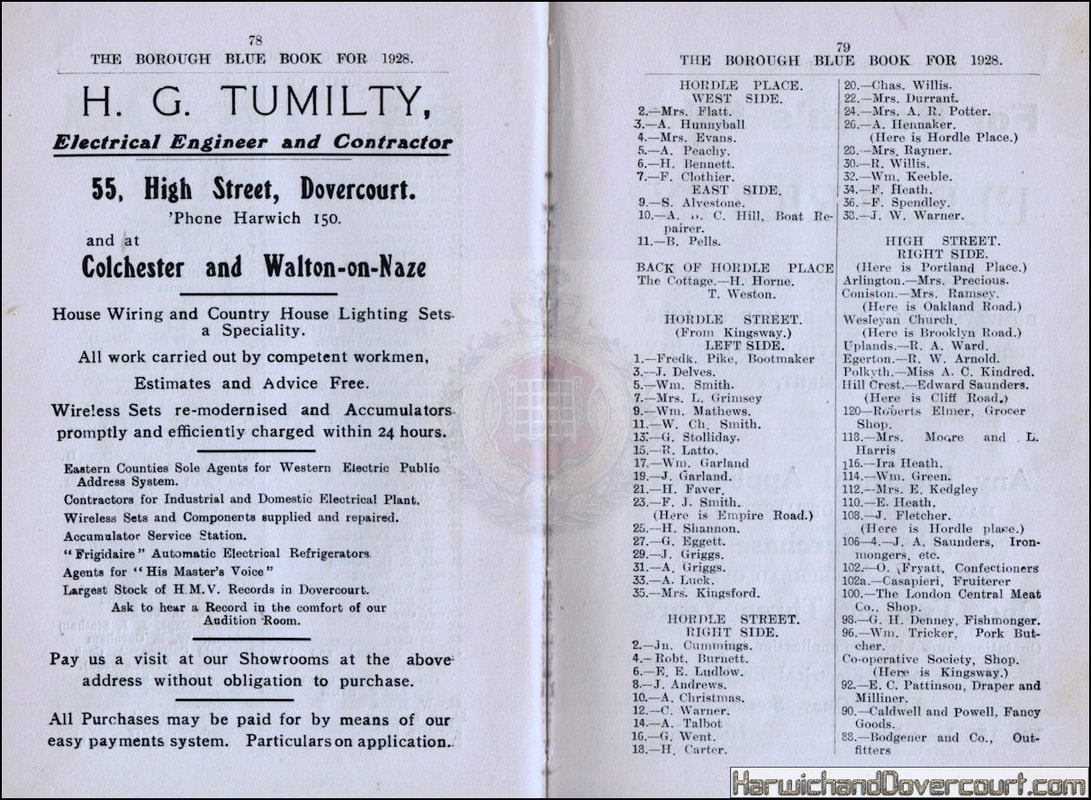 78
THE BOROUGH BLUE BOOK FOR 1928.
H. G. TUMILTY,
Electrical Engineer and Contractor
55, High Street, Dovercourt.
'Phone Harwich 150.
and at
Colchester and Walton-on-Naze
House Wiring and Country House Lighting Sets
a Speciality.
All work carried out by competent workmen,
Estimates and Advice Free.
Wireless Sets re-modernised and Accumulators
promptly and efficiently charged within 24 hours.
Eastern Counties Sole Agents for Western Electric Public
Address System.
Contractors for Industrial and Domestic Electrical Plant.
Wireless Sets and Components supplied and repaired.
Accumulator Service Station.
"Frigidaire" Automatic Electrical Refrigerators
Agents for "His Master's Voice"
Largest Stock of H.M.V. Records in Dovercourt.
Ask to hear a Record in the comfort of our
Audition Room.
Pay us a visit at our Showrooms at the above
address without obligation to purchase.
All Purchases may be paid for by means of our
easy payments system. Particulars on application.
79
THE BOROUGH BLUE BOOK FOR 1928.
HORDLE PLACE.
WEST SIDE.
2.—Mrs. Flatt.
3.—A. Hunnyball
4.—Mrs. Evans.
5.—A. Peachy.
6.—H. Bennett.
7.—F. Clothier.
EAST SIDE.
9.—S. Alvestone.
10.—A. C. Hill, Boat Re-
pairer.
11.—B. Pells.
BACK OF HORDLE PLACE
The Cottage.—H. Horne.
T. Weston.
HORDLE STREET.
(From Kingsway.)
LEFT SIDE.
1.—Fredk. Pike, Bootmaker
3.—J. Delves.
5.—Wm. Smith.
7.—Mrs. L. Grimsey
9.—Wm. Mathews.
11.—W. Ch. Smith.
13.—G. Stolliday.
15.—R. Latto.
17.—Wm. Garland
19.—J. Garland.
21.—H. Faver.
23.—F. J. Smith.
(Here is Empire Road.)
25.—H. Shannon.
27.—G. Eggett.
29.—J. Griggs.
31.—A. Griggs.
33.—A. Luck.
35.—Mrs. Kingsford.
HORDLE STREET.
RIGHT SIDE.
2.—Jn. Cummings.
4.—Robt. Burnett.
6.—E. E. Ludlow.
8.—J. Andrews.
10.—A. Christmas.
12.—C. Warner.
14.—A. Talbot
16.—G. Went.
18.—H. Carter.
20.—Chas. Willis.
22.—Mrs. Durrant.
24.—Mrs. A. R. Potter.
26.—A. Hennaker.
(Here is Hordle Place.)
28.—Mrs. Rayner.
30.—R. Willis.
32.—Wm. Keeble.
34.—F. Heath.
36.—F. Spendley.
38.—J. W. Warner.
HIGH STREET.
RIGHT SIDE.
(Here is Portland Place.)
Arlington.—Mrs. Precious.
Coniston.—Mrs. Ramsey.
(Here is Oakland Road.)
Wesleyan Church.
(Here is Brooklyn Road.)
Uplands.—R. A. Ward.
Egerton.—R. W. Arnold.
Polkyth.—Miss A. C. Kindred.
Hill Crest.—Edward Saunders.
(Here is Cliff Road.)
120—Roberts Elmer, Grocer
Shop.
118.—Mrs. Moore and L.
Harris
116.—Ira Heath.
114.—Wm. Green.
112.—Mrs. E. Kedgley
110.—E. Heath.
108.—J. Fletcher.
(Here is Hordle place.)
106-4.—J. A. Saunders, Iron-
mongers, etc.
102.—O. Fryatt, Confectioners
102a.—Casapieri, Fruiterer
100.—The London Central Meat
Co., Shop.
98.—G. H. Denney, Fishmonger.
96.—Wm. Tricker, Pork But-
cher.
Co-operative Society, Shop.
(Here is Kingsway.)
92.—E. C. Pattinson, Draper and
Milliner.
90.—Caldwell and Powell, Fancy
Goods.
88.—Bodgener and Co., Out-
fitters
HarwichandDovercourt.com